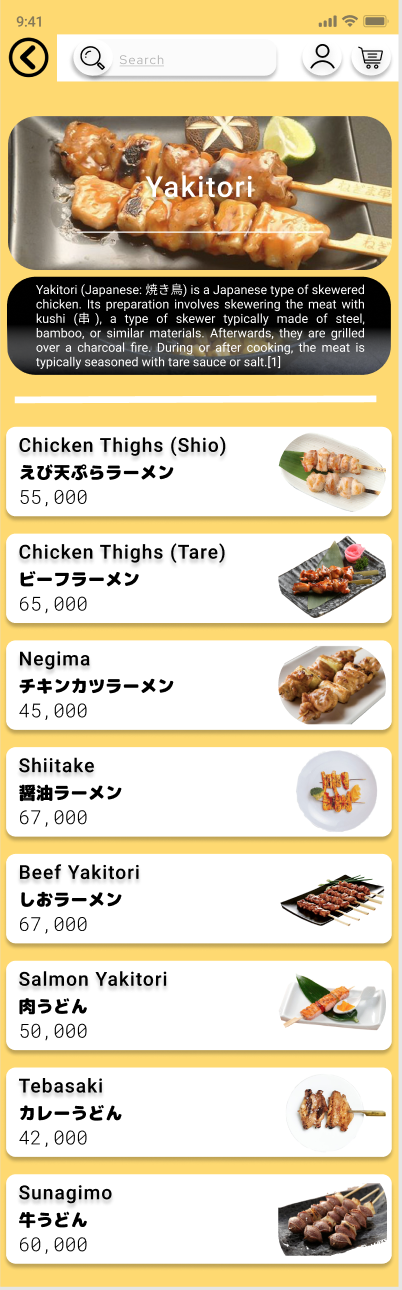 9:41
Search
Yakitori
Yakitori (Japanese: 焼き鳥) is a Japanese type of skewered
chicken. Its preparation involves skewering the meat with
kushi (串), a type of skewer typically made of steel,
bamboo, or similar materials. Afterwards, they are grilled
over a charcoal fire. During or after cooking, the meat is
typically seasoned with tare sauce or salt.[1]
Chicken Thighs (Shio)
えび天ぷらラーメン
55,000
Chicken Thighs (Tare)
ビーフラーメン
65,000
Negima
チキンカツラーメン
45,000
Shiitake
醤油ラーメン
67,000
Beef Yakitori
しおラーメン
67,000
Salmon Yakitori
肉うどん
50,000
Tebasaki
カレーうどん
42,000
Sunagimo
牛うどん
60,000